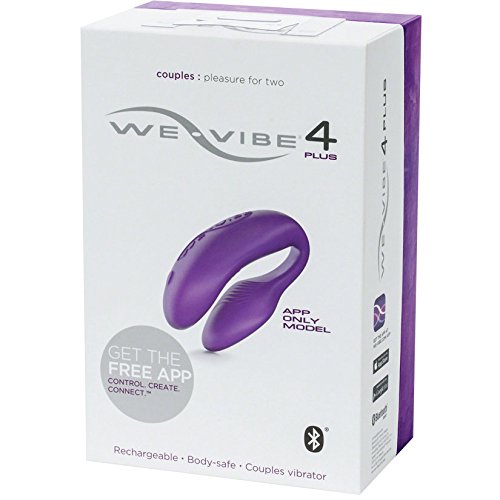 couples : pleasure for two
WE-VIBE® 4
PLUS
APP
ONLY
MODEL
GET THE
FREE APP
CONTROL. CREATE.
CONNECT.™
®
Rechargeable • Body-safe • Couples vibrator
WE-VIBE 4 PLUS
Bluetooth